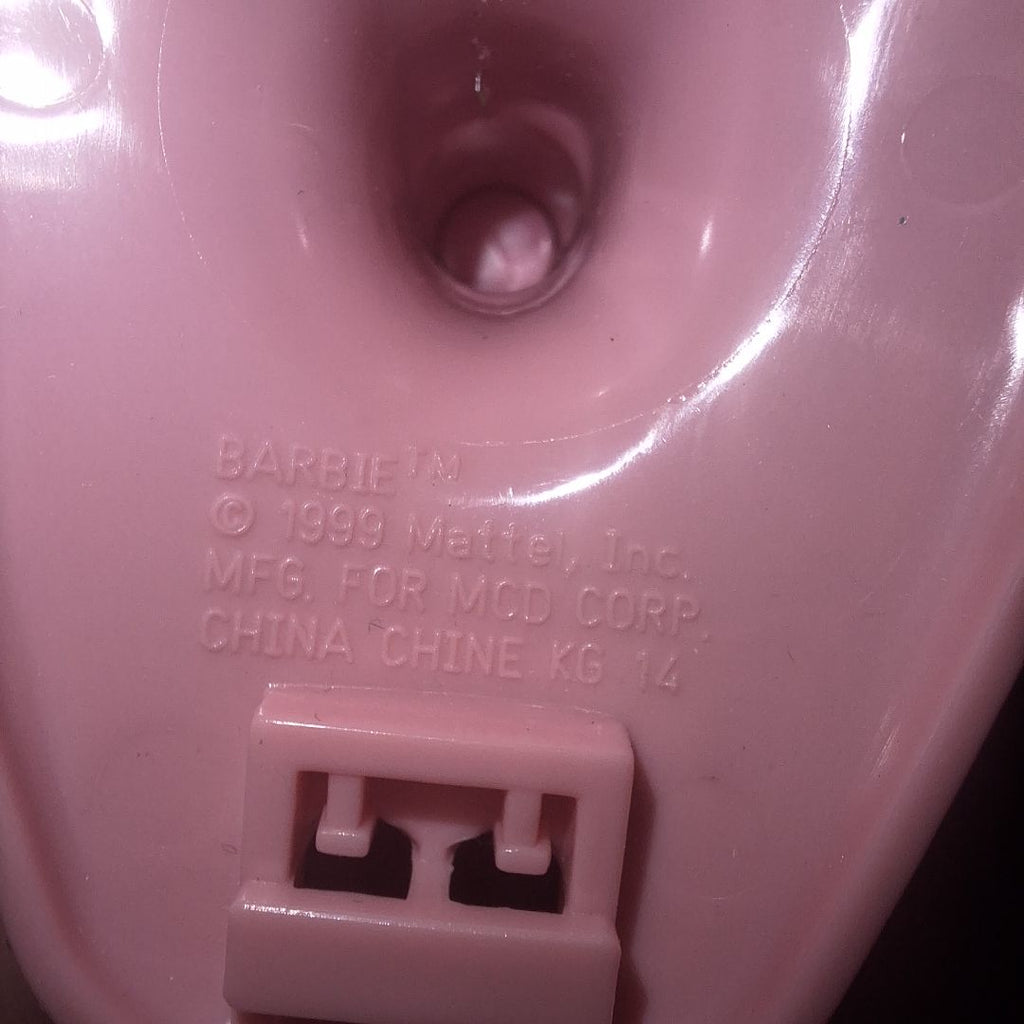 BARBIE™
© 1999 Mattel, Inc.
MFG. FOR MCD CORP.
CHINA CHINE KG 14